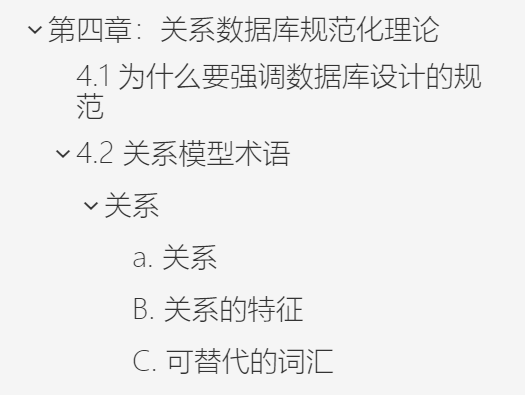 第四章：关系数据库规范化理论
4.1 为什么要强调数据库设计的规
范
4.2 关系模型术语
关系
a. 关系
B. 关系的特征
C. 可替代的词汇